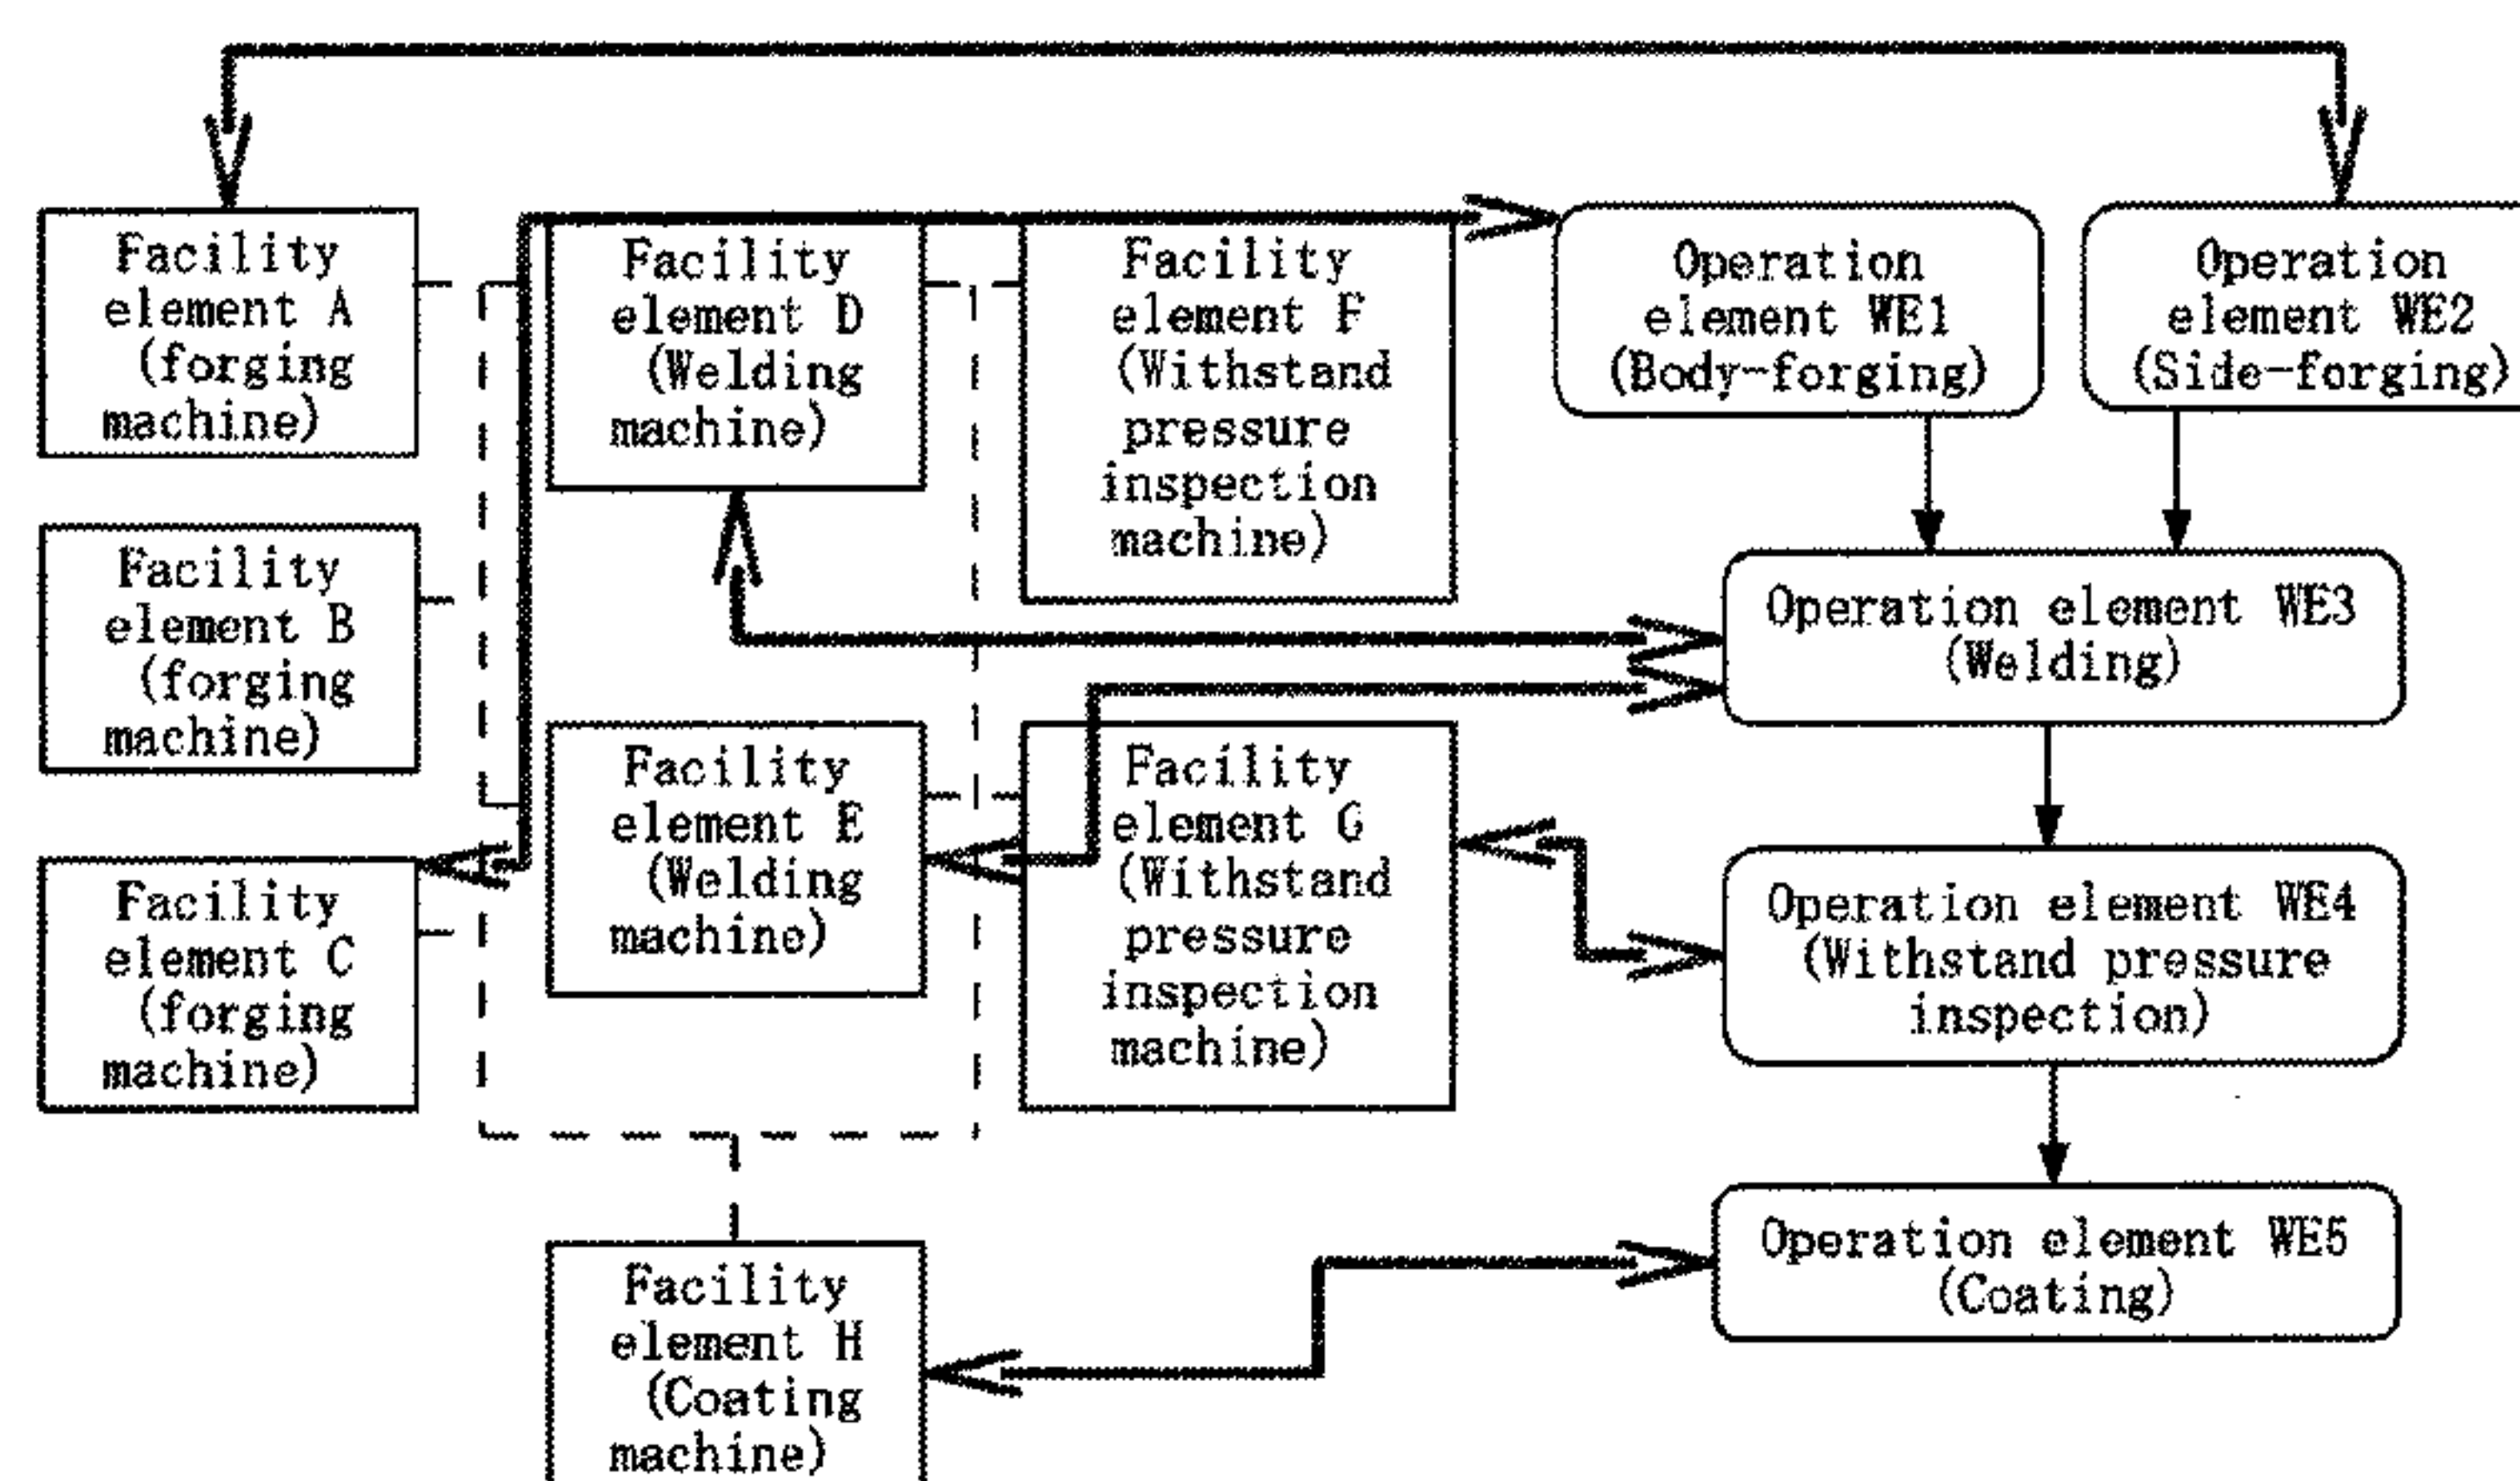 Facility
element A
(forging
machine)
Facility
element B
(forging
machine)
Facility
element C
(forging
machine)
Facility
element D
(Welding
machine)
Facility
element E
(Welding
machine)
Facility
element H
(Coating
machine)
Facility
element F
(Withstand
pressure
inspection
machine)
Facility
element G
(Withstand
pressure
inspection
machine)
Operation
element WE1
(Body-forging)
Operation
element WE2
(Side-forging)
Operation element WE3
(Welding)
Operation element WE4
(Withstand pressure
inspection)
Operation element WE5
(Coating)